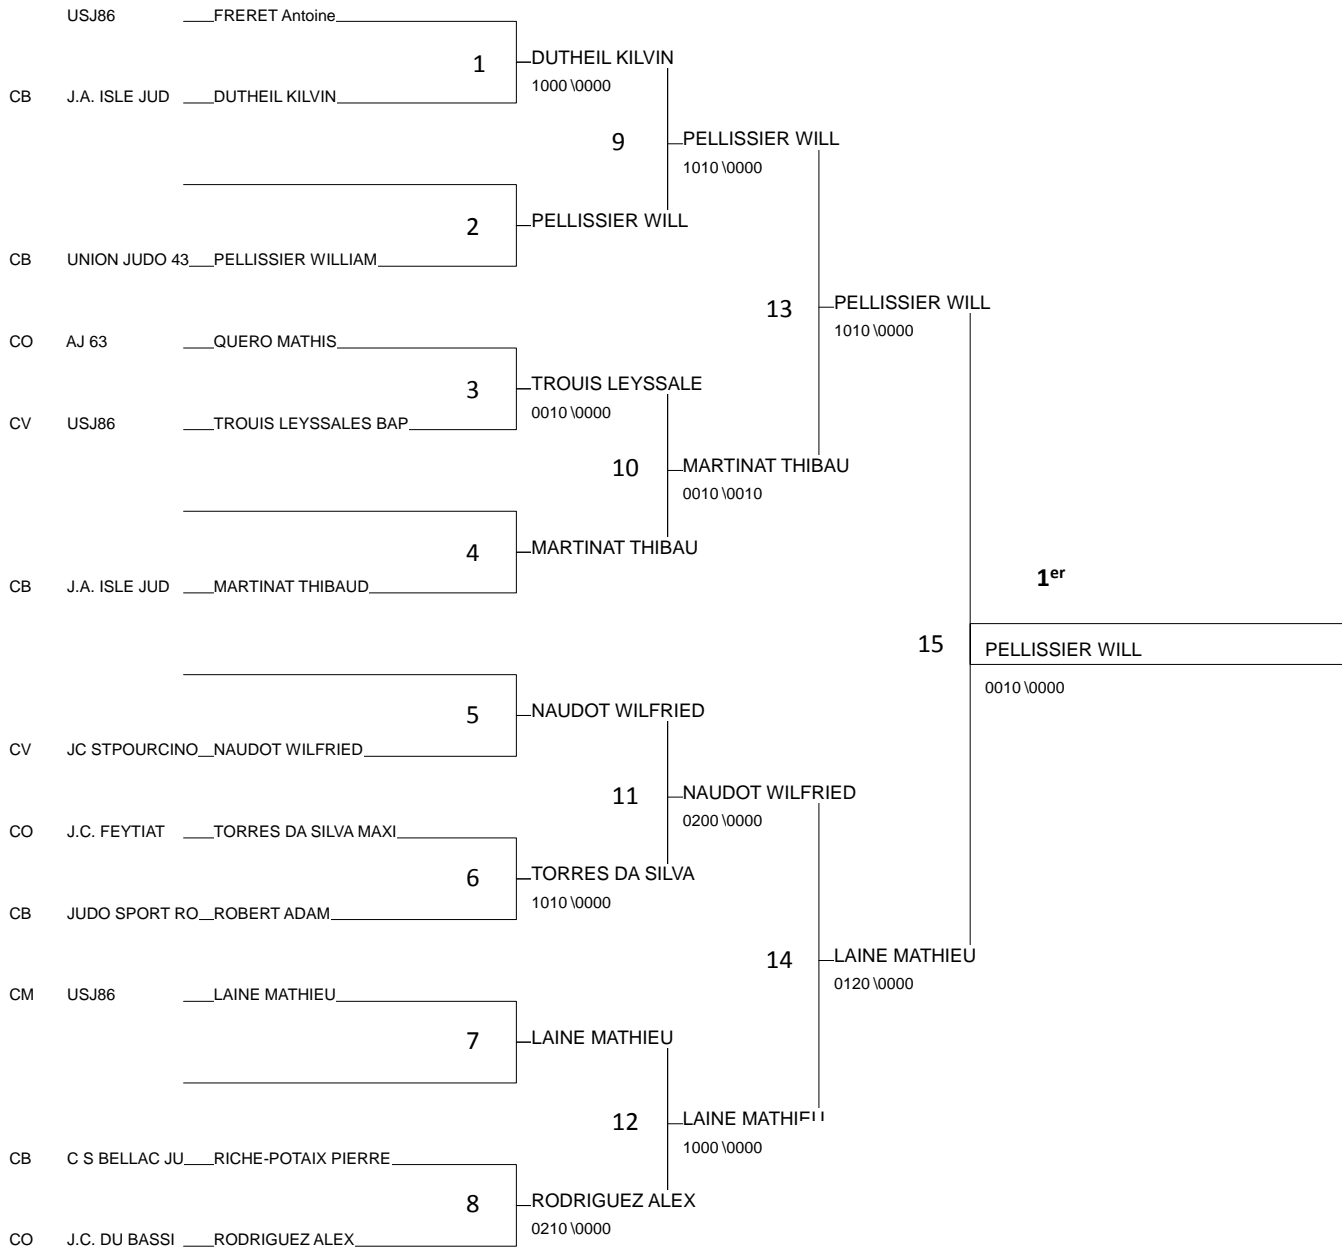 USJ86 FRERET Antoine
1 DUTHEIL KILVIN
1000 \0000
CB J.A. ISLE JUD DUTHEIL KILVIN
9 PELLISSIER WILL
1010 \0000
2 PELLISSIER WILL
CB UNION JUDO 43 PELLISSIER WILLIAM
13 PELLISSIER WILL
1010 \0000
CO AJ 63 QUERO MATHIS
3 TROUIS LEYSSALE
0010 \0000
CV USJ86 TROUIS LEYSSALES BAP
10 MARTINAT THIBAU
0010 \0010
4 MARTINAT THIBAU
CB J.A. ISLE JUD MARTINAT THIBAUD
1er
15 PELLISSIER WILL
0010 \0000
5 NAUDOT WILFRIED
CV JC STPOURCINO NAUDOT WILFRIED
11 NAUDOT WILFRIED
0200 \0000
CO J.C. FEYTIAT TORRES DA SILVA MAXI
6 TORRES DA SILVA
1010 \0000
CB JUDO SPORT RO ROBERT ADAM
14 LAINE MATHIEU
0120 \0000
CM USJ86 LAINE MATHIEU
7 LAINE MATHIEU
12 LAINE MATHIEU
1000 \0000
CB C S BELLAC JU RICHE-POTAIX PIERRE
8 RODRIGUEZ ALEX
0210 \0000
CO J.C. DU BASSI RODRIGUEZ ALEX